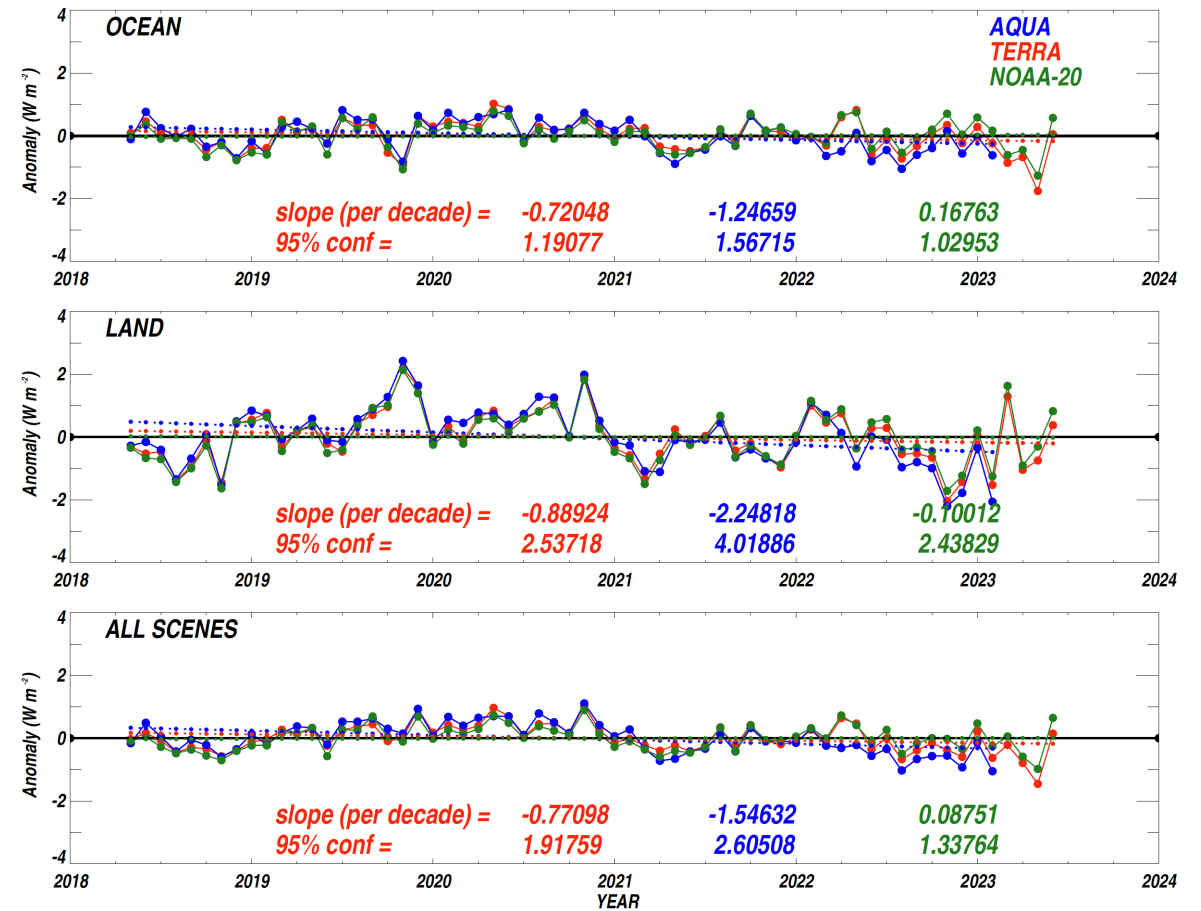 4
OCEAN
AQUA
TERRA
NOAA-20
2
Anomaly (W m⁻²)
0
-2
slope (per decade) = -0.72048 -1.24659 0.16763
95% conf = 1.19077 1.56715 1.02953
-4
2018 2019 2020 2021 2022 2023 2024
4
LAND
2
Anomaly (W m⁻²)
0
-2
slope (per decade) = -0.88924 -2.24818 -0.10012
95% conf = 2.53718 4.01886 2.43829
-4
2018 2019 2020 2021 2022 2023 2024
4
ALL SCENES
2
Anomaly (W m⁻²)
0
-2
slope (per decade) = -0.77098 -1.54632 0.08751
95% conf = 1.91759 2.60508 1.33764
-4
2018 2019 2020 2021 2022 2023 2024
YEAR